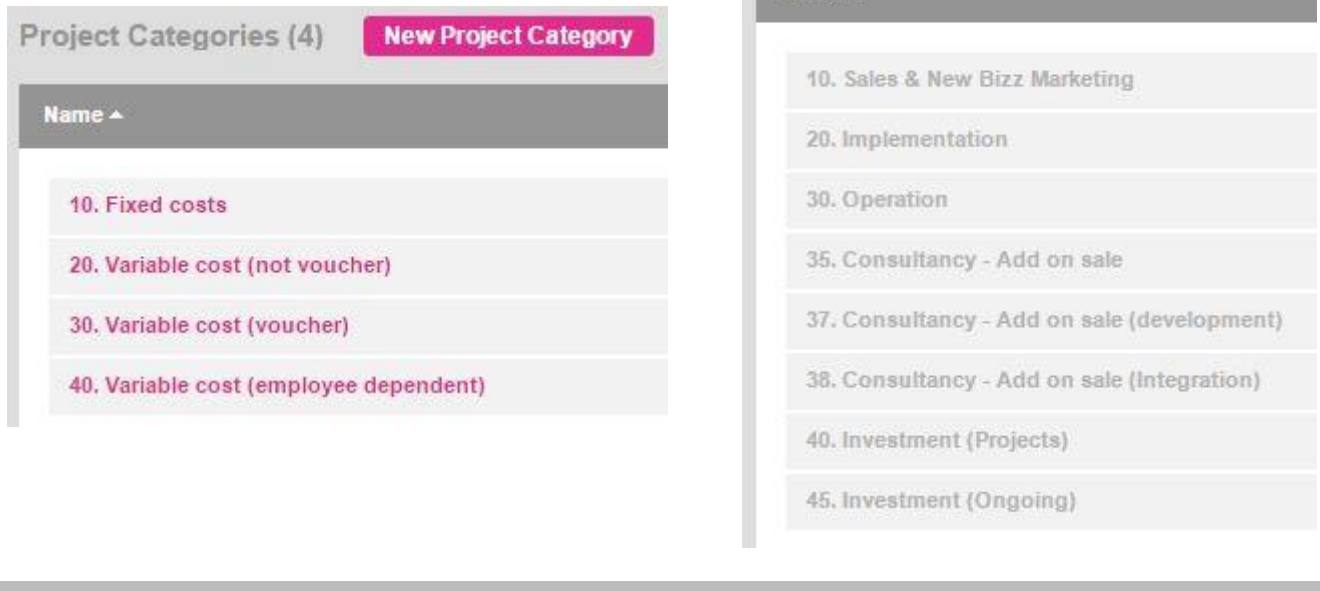 Project Categories (4)
New Project Category
Name
10. Fixed costs
20. Variable cost (not voucher)
30. Variable cost (voucher)
40. Variable cost (employee dependent)
10. Sales & New Bizz Marketing
20. Implementation
30. Operation
35. Consultancy - Add on sale
37. Consultancy - Add on sale (development)
38. Consultancy - Add on sale (Integration)
40. Investment (Projects)
45. Investment (Ongoing)